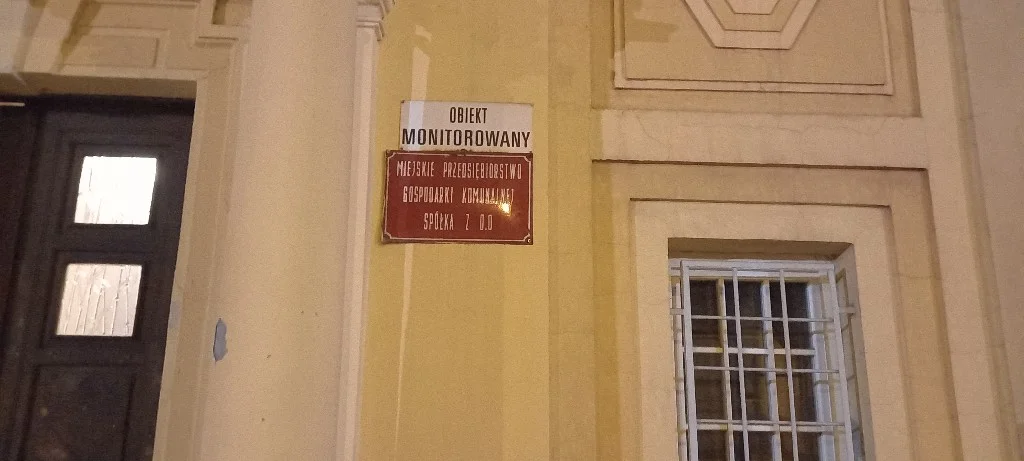 OBIEKT
MONITOROWANY
MIEJSKIE PRZEDSIĘBIORSTWO
GOSPODARKI KOMUNALNEJ
SPÓŁKA Z O.O